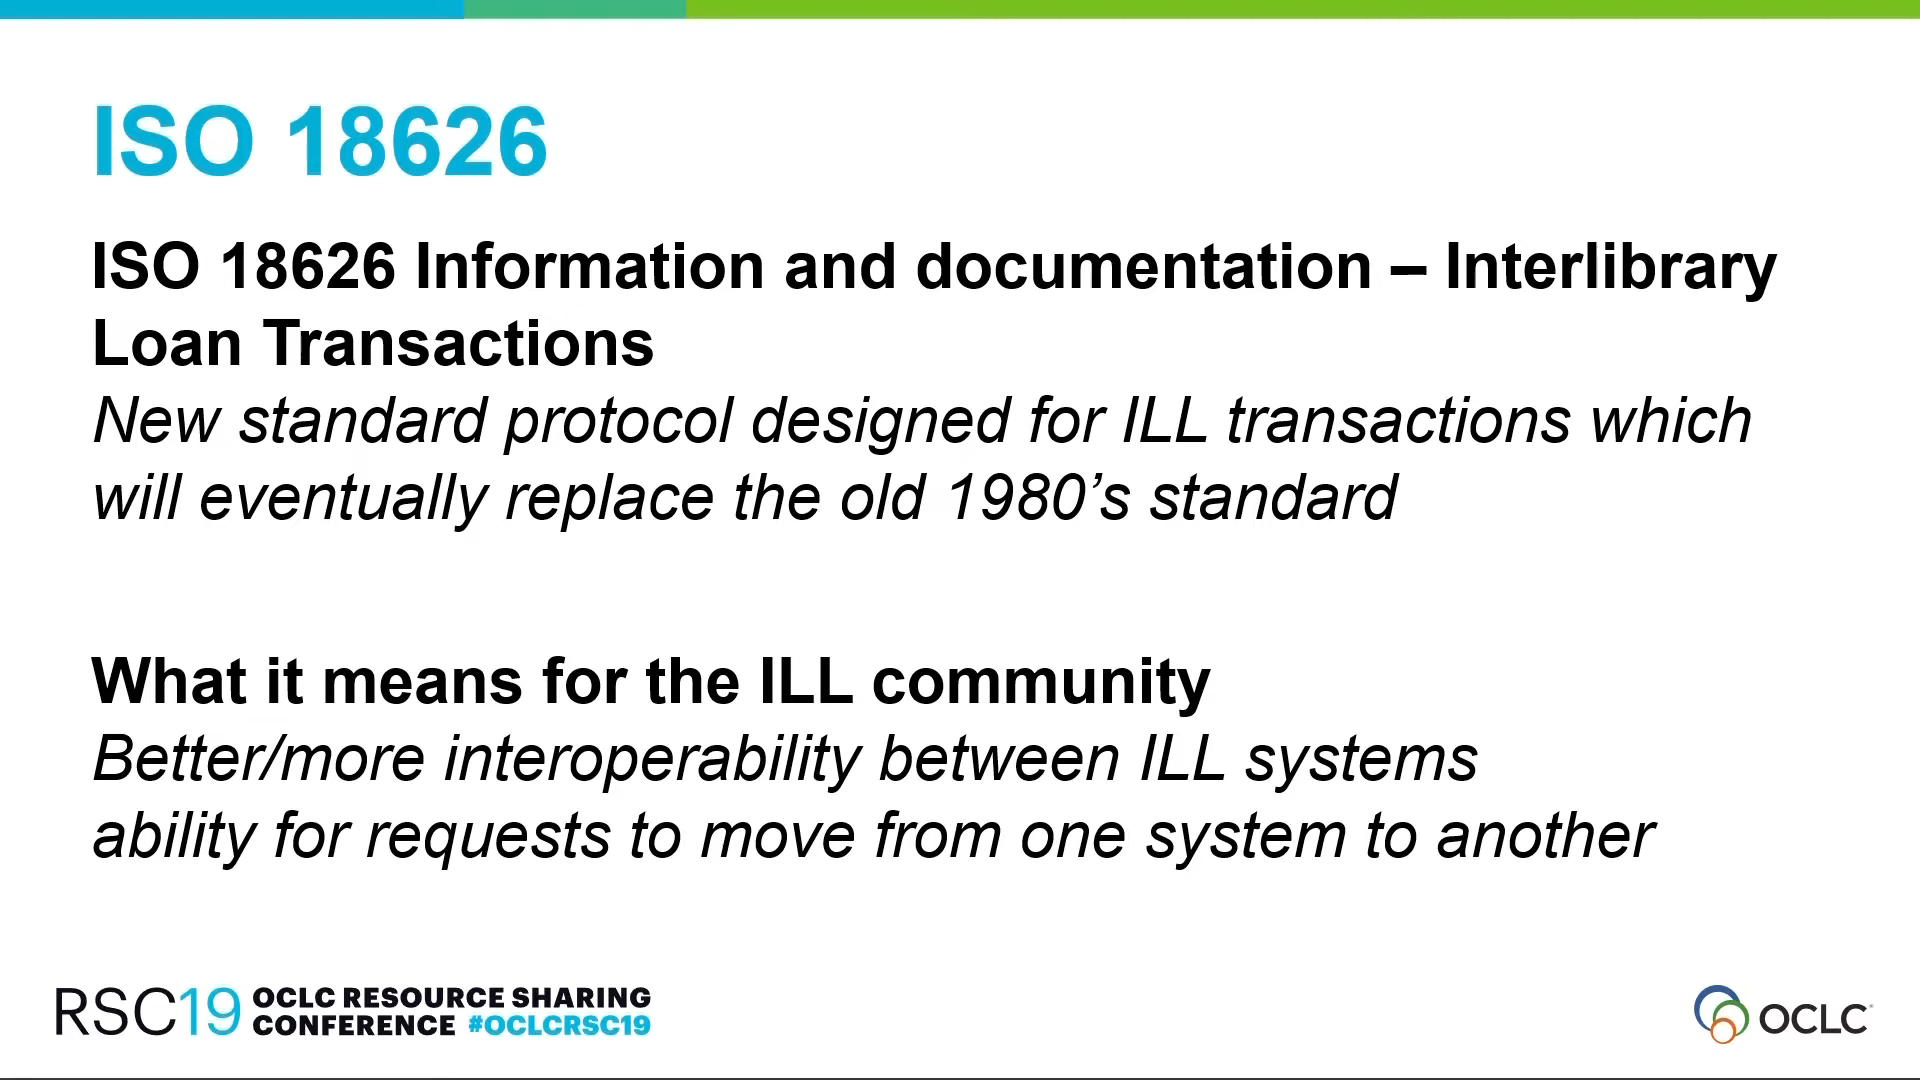 ISO 18626
ISO 18626 Information and documentation – Interlibrary
Loan Transactions
New standard protocol designed for ILL transactions which
will eventually replace the old 1980’s standard
What it means for the ILL community
Better/more interoperability between ILL systems
ability for requests to move from one system to another
RSC19 OCLC RESOURCE SHARING
CONFERENCE #OCLCRSC19
OCLC